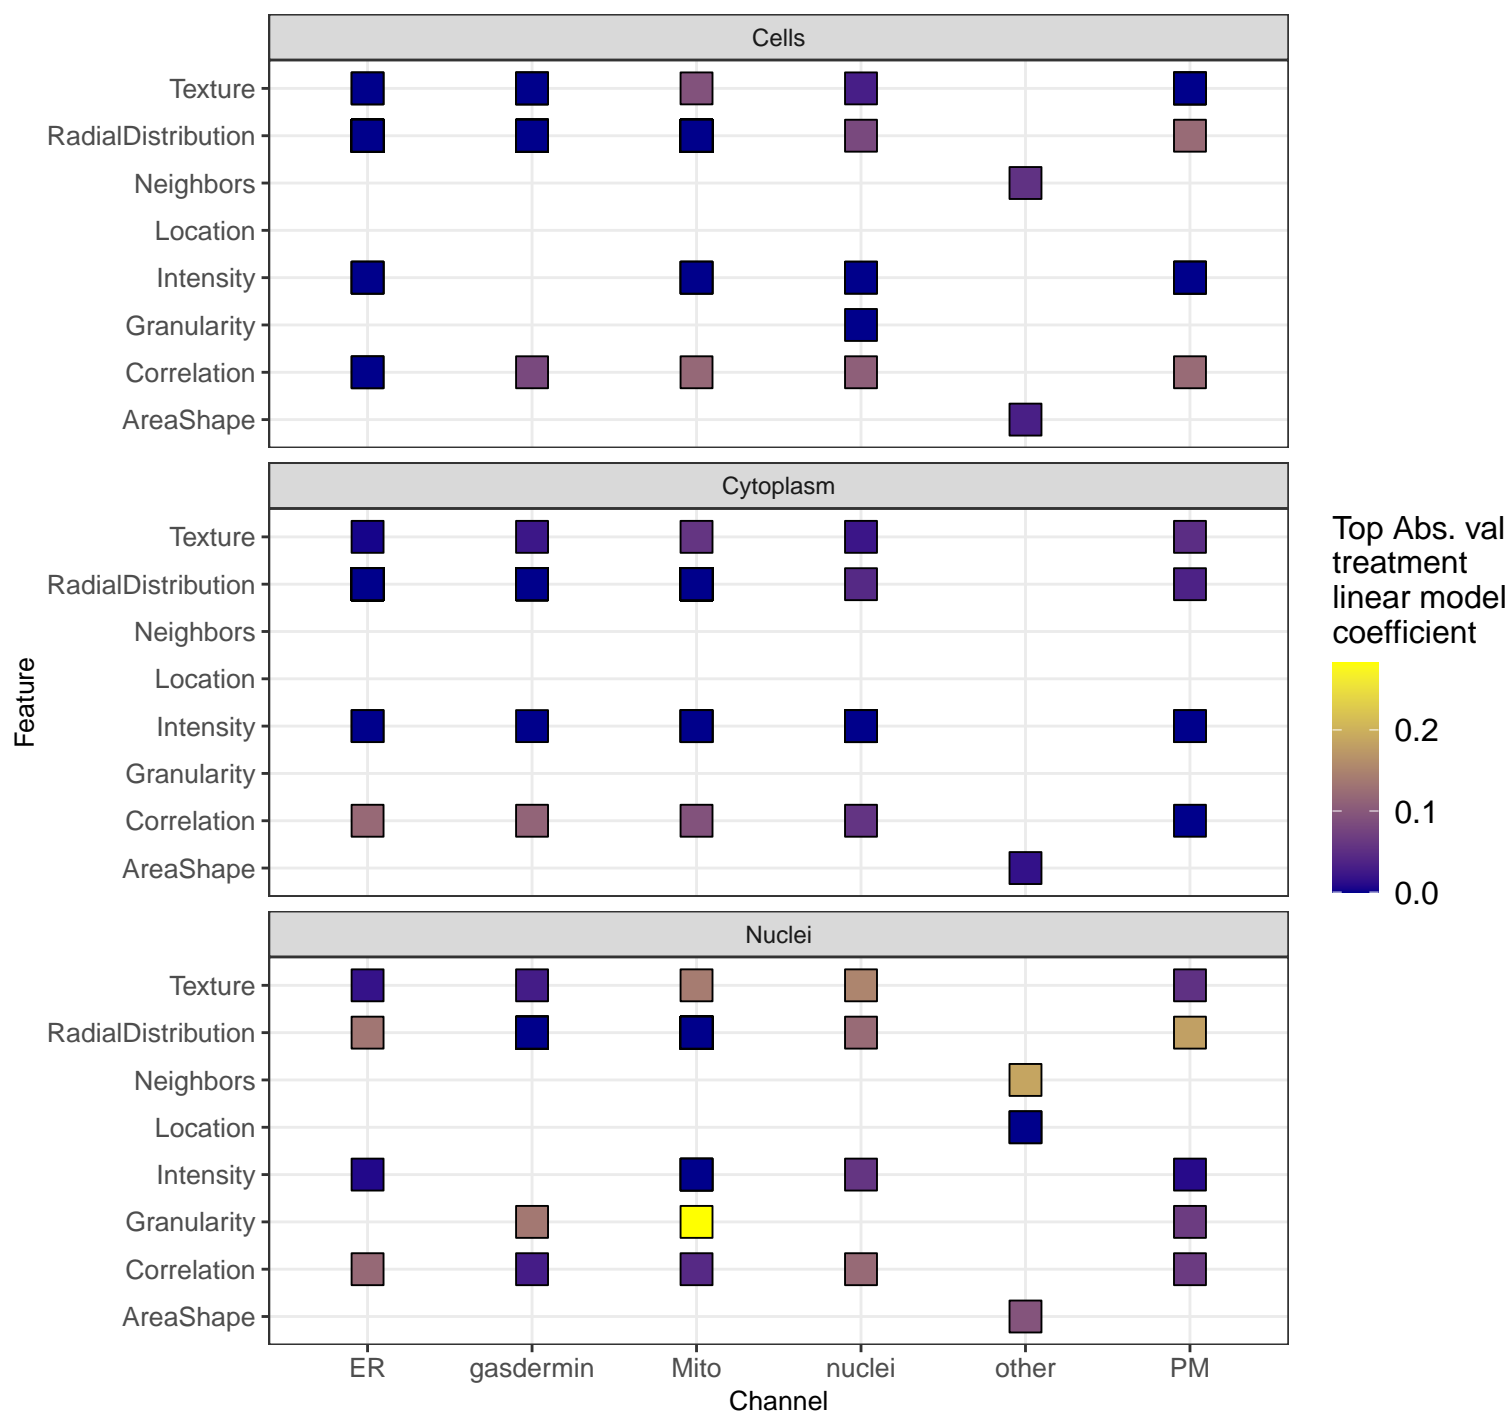 Cells
Texture
RadialDistribution
Neighbors
Location
Intensity
Granularity
Correlation
AreaShape
Cytoplasm
Texture
RadialDistribution
Neighbors
Location
Intensity
Granularity
Correlation
AreaShape
Nuclei
Texture
RadialDistribution
Neighbors
Location
Intensity
Granularity
Correlation
AreaShape
ER gasdermin Mito nuclei other PM
Channel
Feature
Top Abs. val
treatment
linear model
coefficient
0.2
0.1
0.0